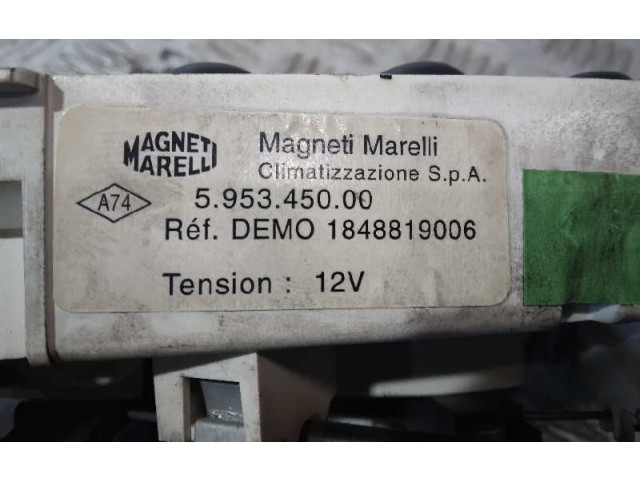 MAGNETI
MARELLI
Magneti Marelli
Climatizzazione S.p.A.
A74
5.953.450.00
Réf. DEMO 1848819006
Tension : 12V